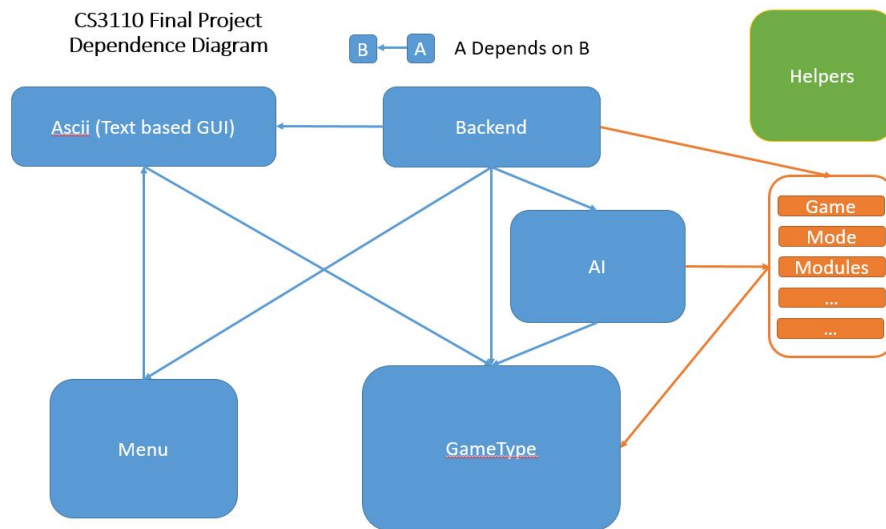 CS3110 Final Project
Dependence Diagram
B
A
A Depends on B
Helpers
Ascii (Text based GUI)
Backend
Game
Mode
Modules
...
...
AI
Menu
GameType